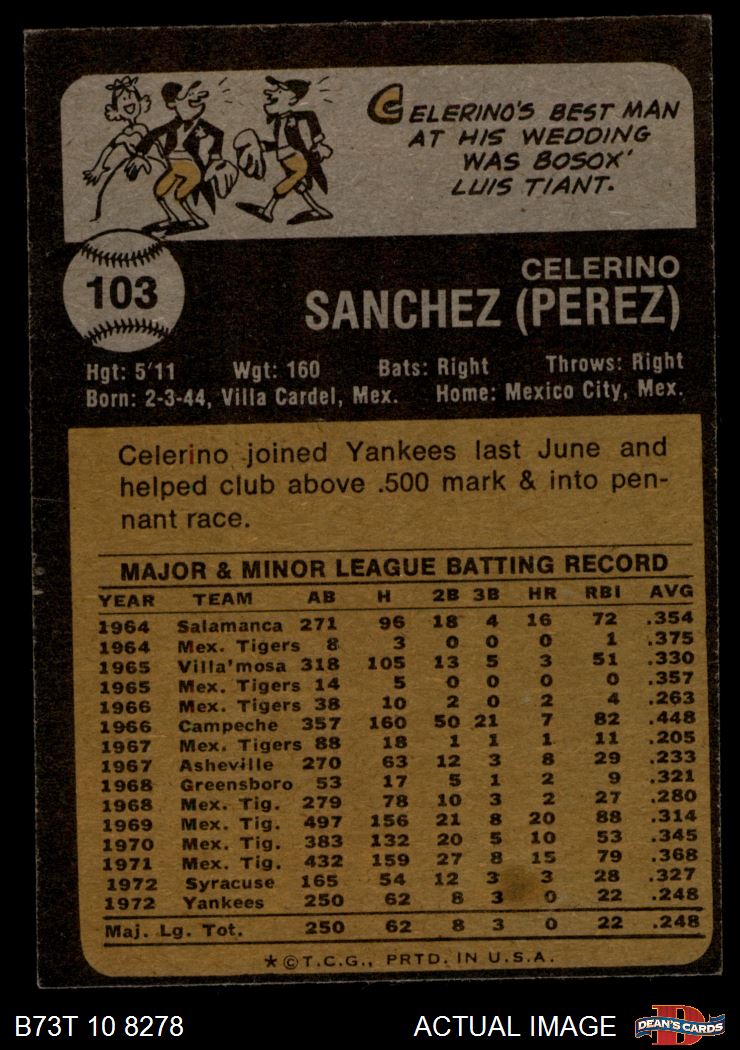 CELERINO'S BEST MAN
AT HIS WEDDING
WAS BOSOX'
LUIS TIANT.
103
CELERINO
SANCHEZ (PEREZ)
Hgt: 5'11 Wgt: 160 Bats: Right Throws: Right
Born: 2-3-44, Villa Cardel, Mex. Home: Mexico City, Mex.
Celerino joined Yankees last June and
helped club above .500 mark & into pen-
nant race.
MAJOR & MINOR LEAGUE BATTING RECORD
YEAR TEAM AB H 2B 3B HR RBI AVG
1964 Salamanca 271 96 18 4 16 72 .354
1964 Mex. Tigers 8 3 0 0 0 1 .375
1965 Villa'mosa 318 105 13 5 3 51 .330
1965 Mex. Tigers 14 5 0 0 0 0 .357
1966 Mex. Tigers 38 10 2 0 2 4 .263
1966 Campeche 357 160 50 21 7 82 .448
1967 Mex. Tigers 88 18 1 1 1 11 .205
1967 Asheville 270 63 12 3 8 29 .233
1968 Greensboro 53 17 5 1 2 9 .321
1968 Mex. Tig. 279 78 10 3 2 27 .280
1969 Mex. Tig. 497 156 21 8 20 88 .314
1970 Mex. Tig. 383 132 20 5 10 53 .345
1971 Mex. Tig. 432 159 27 8 15 79 .368
1972 Syracuse 165 54 12 3 3 28 .327
1972 Yankees 250 62 8 3 0 22 .248
Maj. Lg. Tot. 250 62 8 3 0 22 .248
★ © T.C.G., PRTD. IN U.S.A.
B73T 10 8278 ACTUAL IMAGE D DEAN'S CARDS